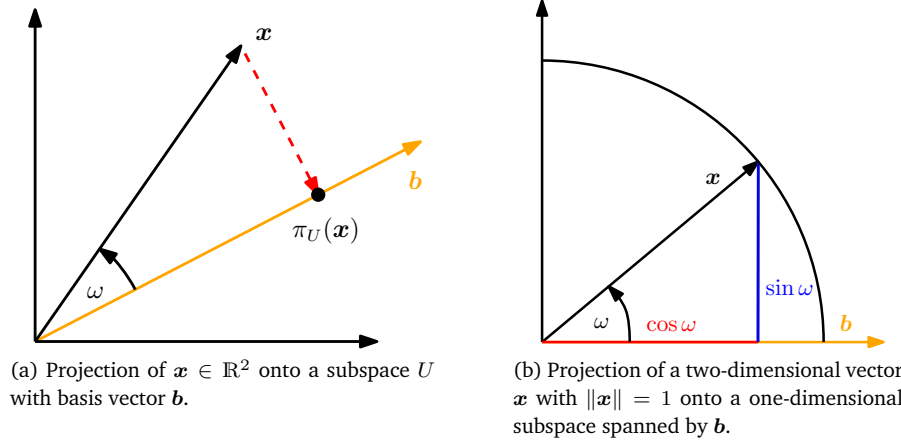 x
b
π_U(x)
ω
(a) Projection of x ∈ ℝ² onto a subspace U
with basis vector b.
x
sin ω
ω
cos ω
b
(b) Projection of a two-dimensional vector
x with ‖x‖ = 1 onto a one-dimensional
subspace spanned by b.